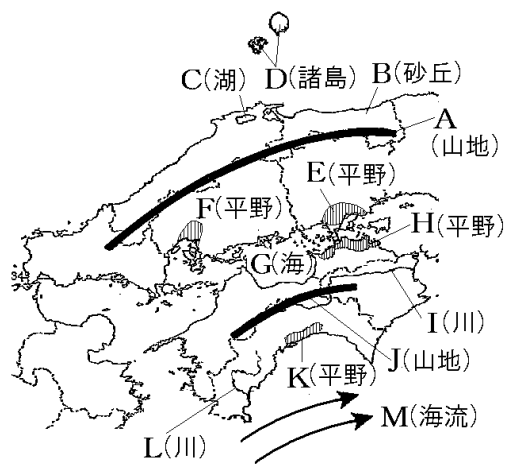 C(湖)
D(諸島)
B(砂丘)
A
(山地)
E(平野)
F(平野)
H(平野)
G(海)
I(川)
J(山地)
K(平野)
L(川)
M(海流)